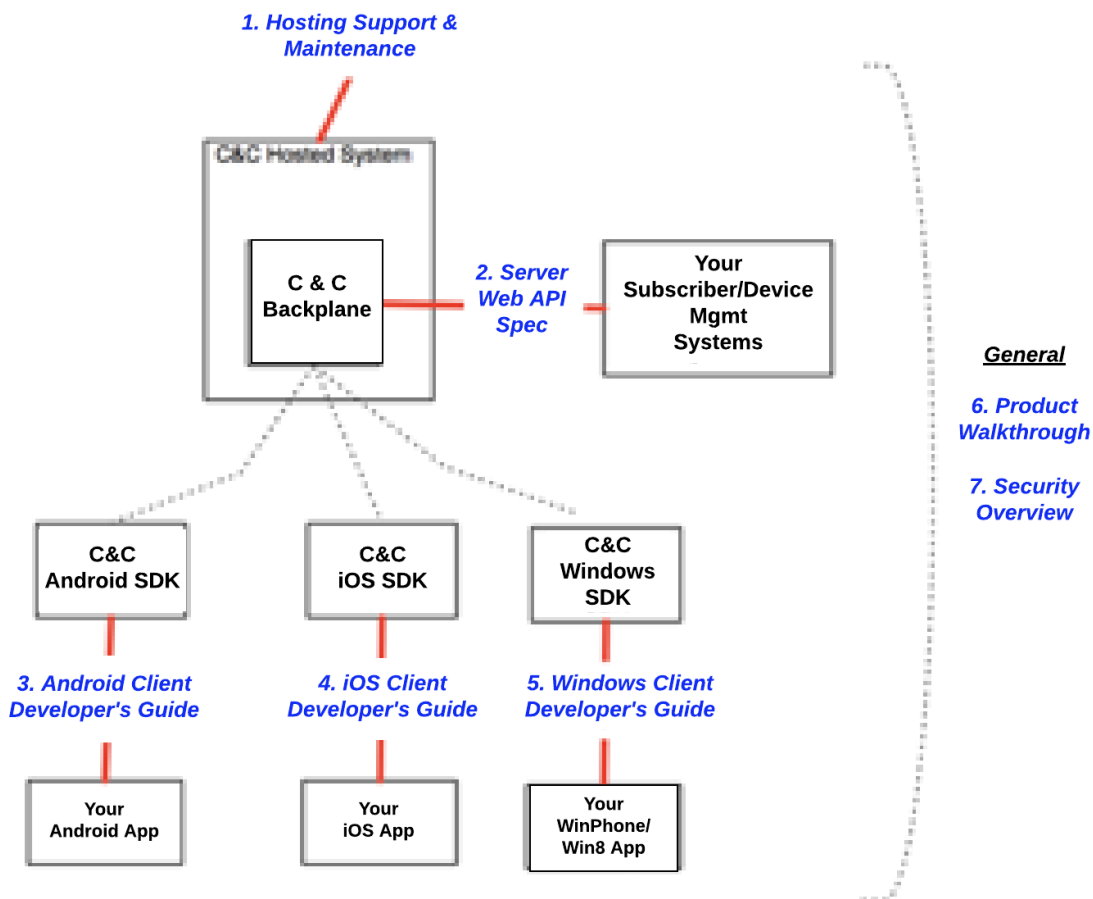 1. Hosting Support &
Maintenance
C&C Hosted System
C & C
Backplane
2. Server
Web API
Spec
Your
Subscriber/Device
Mgmt
Systems
General
6. Product
Walkthrough
7. Security
Overview
C&C
Android SDK
C&C
iOS SDK
C&C
Windows
SDK
3. Android Client
Developer's Guide
4. iOS Client
Developer's Guide
5. Windows Client
Developer's Guide
Your
Android App
Your
iOS App
Your
WinPhone/
Win8 App